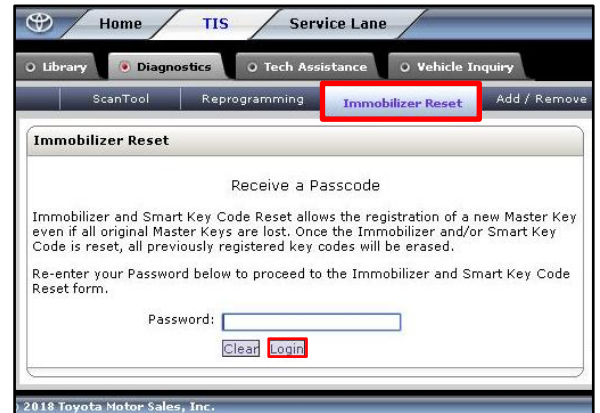 Home TIS Service Lane
Library Diagnostics Tech Assistance Vehicle Inquiry
ScanTool Reprogramming Immobilizer Reset Add / Remove
Immobilizer Reset
Receive a Passcode
Immobilizer and Smart Key Code Reset allows the registration of a new Master Key
even if all original Master Keys are lost. Once the Immobilizer and/or Smart Key
Code is reset, all previously registered key codes will be erased.
Re-enter your Password below to proceed to the Immobilizer and Smart Key Code
Reset form.
Password:
Clear Login
2018 Toyota Motor Sales, Inc.